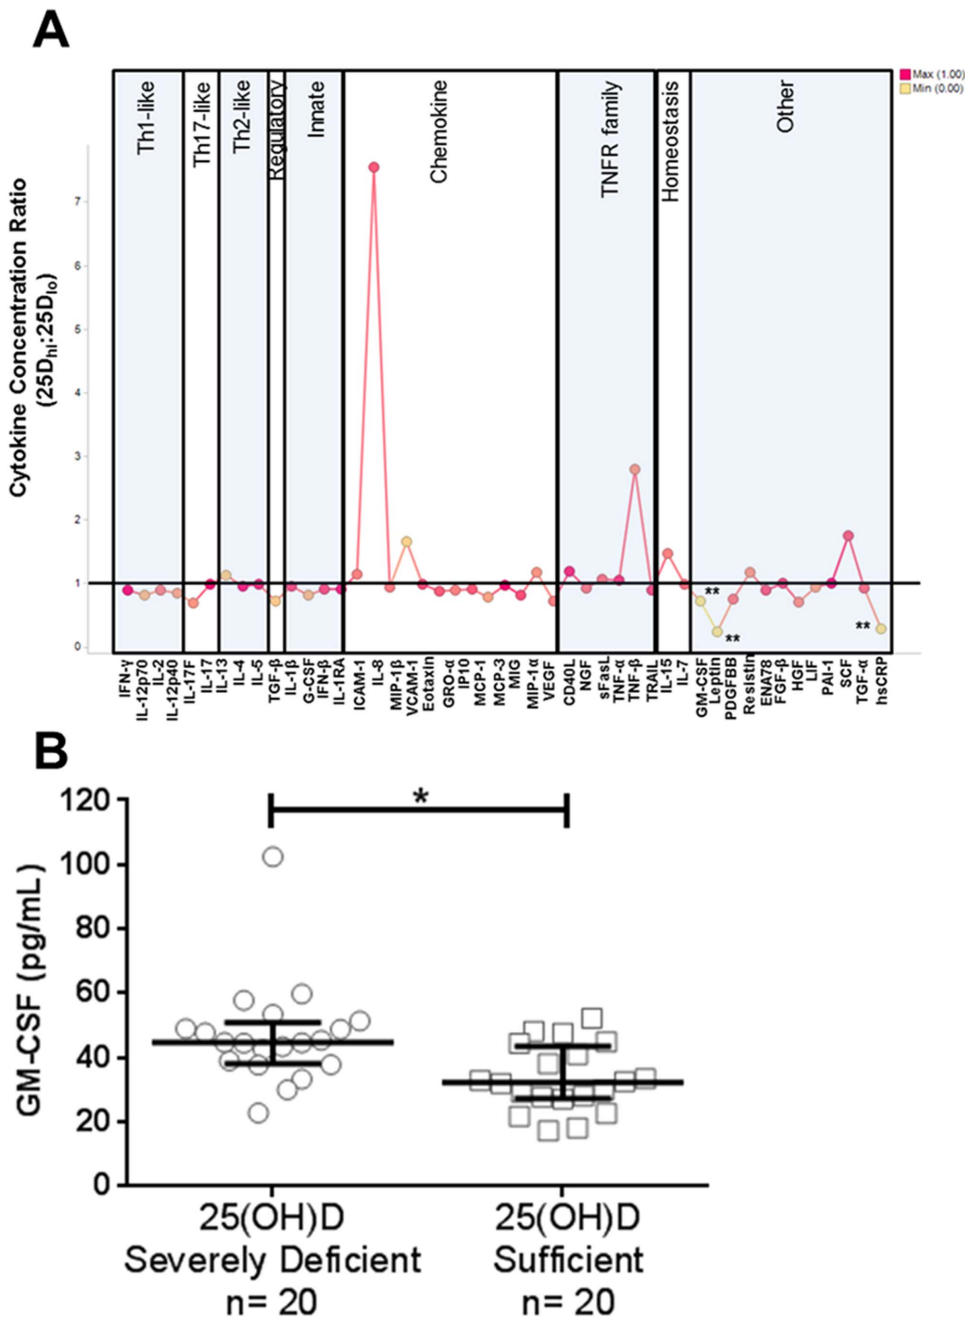 A
Th1-like
Th17-like
Th2-like
Regulatory
Innate
Chemokine
TNFR family
Homeostasis
Other
Max (1.00)
Min (0.00)
Cytokine Concentration Ratio
(25Dhi:25Dlo)
7
6
5
4
3
2
1
0
**
**
**
IFN-γ
IL-12p70
IL-2
IL-12p40
IL-17F
IL-17
IL-13
IL-4
IL-5
TGF-β
IL-1β
G-CSF
IFN-β
IL-1RA
ICAM-1
IL-8
MIP-1β
VCAM-1
Eotaxin
GRO-α
IP10
MCP-1
MCP-3
MIG
MIP-1α
VEGF
CD40L
NGF
sFasL
TNF-α
TNF-β
TRAIL
IL-15
IL-7
GM-CSF
Leptin
PDGFBB
Resistin
ENA78
FGF-β
HGF
LIF
PAI-1
SCF
TGF-α
hsCRP
B
GM-CSF (pg/mL)
120
100
80
60
40
20
0
*
25(OH)D
Severely Deficient
n= 20
25(OH)D
Sufficient
n= 20